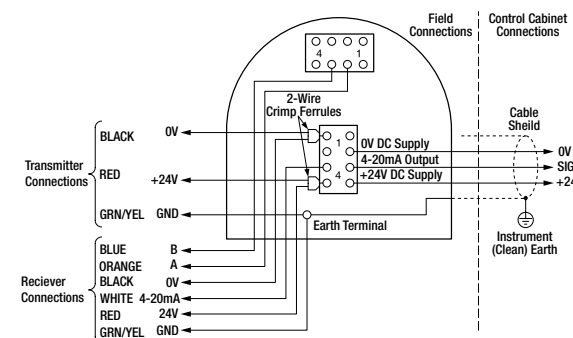 Field
Connections
Control Cabinet
Connections
4 1
2-Wire
Crimp Ferrules
Cable
Sheild
Transmitter
Connections
BLACK 0V
RED +24V
GRN/YEL GND
1
4
0V DC Supply
4-20mA Output
+24V DC Supply
0V
SIG
+24
Earth Terminal
Instrument
(Clean) Earth
Reciever
Connections
BLUE B
ORANGE A
BLACK 0V
WHITE 4-20mA
RED 24V
GRN/YEL GND